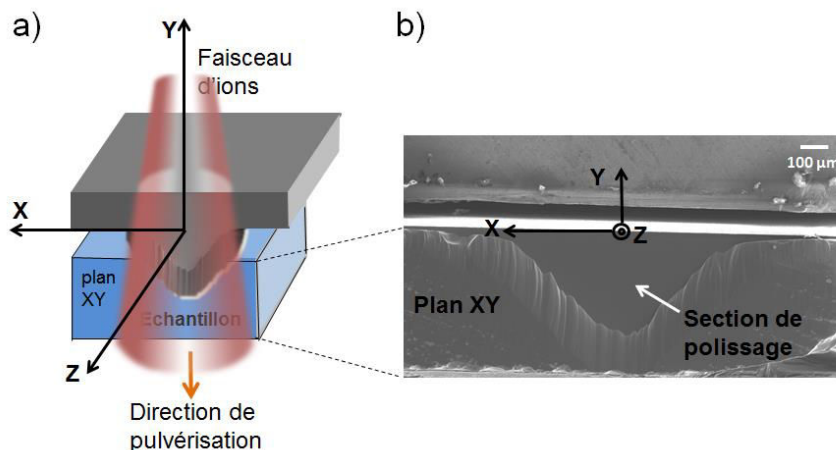 a)
Y
Faisceau
d'ions
X
plan
XY
Echantillon
Z
Direction de
pulvérisation
b)
100 µm
Y
X
Z
Plan XY
Section de
polissage